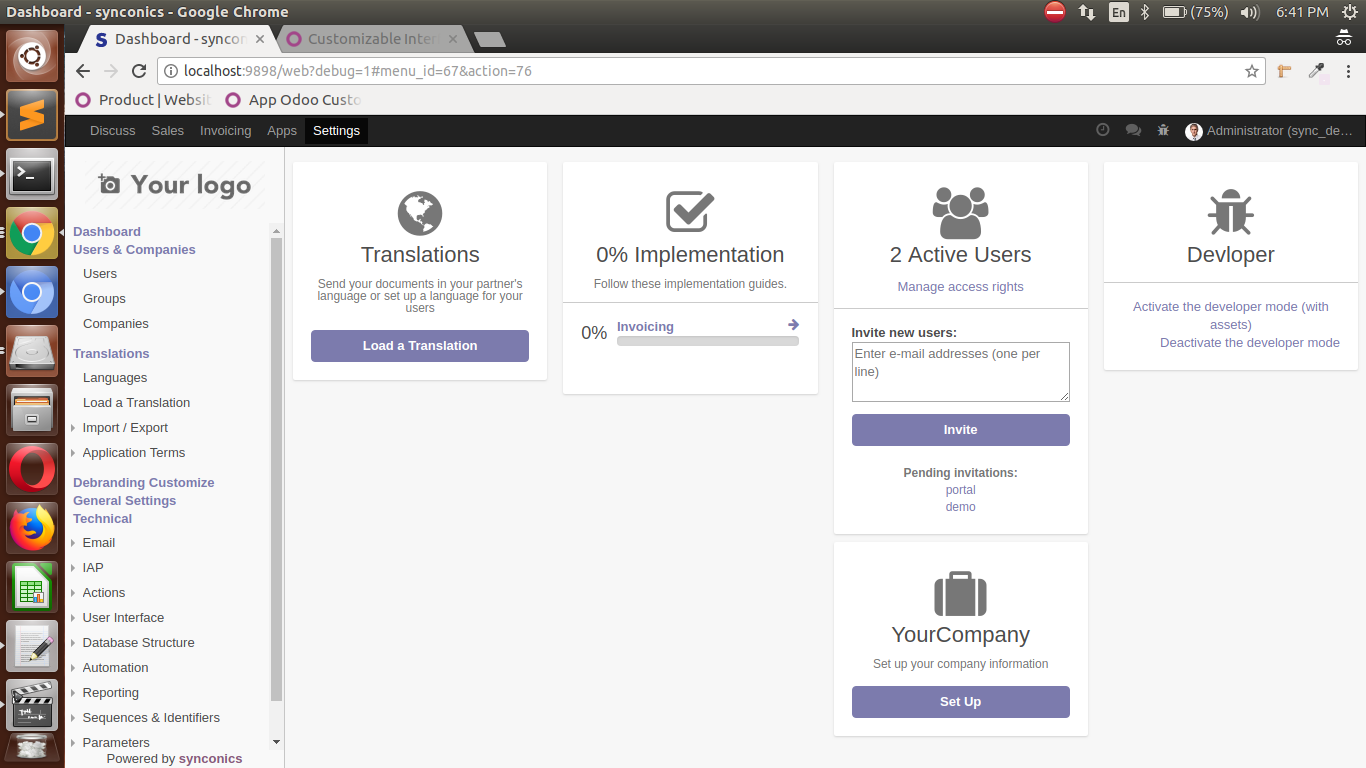 Dashboard - synconics - Google Chrome
En
(75%)
6:41 PM
Dashboard - synco
Customizable Inter
localhost:9898/web?debug=1#menu_id=67&action=76
Product | Websit
App Odoo Custo
Discuss
Sales
Invoicing
Apps
Settings
Administrator (sync_de...
Your logo
Dashboard
Users & Companies
Users
Groups
Companies
Translations
Languages
Load a Translation
Import / Export
Application Terms
Debranding Customize
General Settings
Technical
Email
IAP
Actions
User Interface
Database Structure
Automation
Reporting
Sequences & Identifiers
Parameters
Powered by synconics
Translations
Send your documents in your partner's
language or set up a language for your
users
Load a Translation
0% Implementation
Follow these implementation guides.
0%
Invoicing
2 Active Users
Manage access rights
Invite new users:
Enter e-mail addresses (one per
line)
Invite
Pending invitations:
portal
demo
YourCompany
Set up your company information
Set Up
Devloper
Activate the developer mode (with
assets)
Deactivate the developer mode